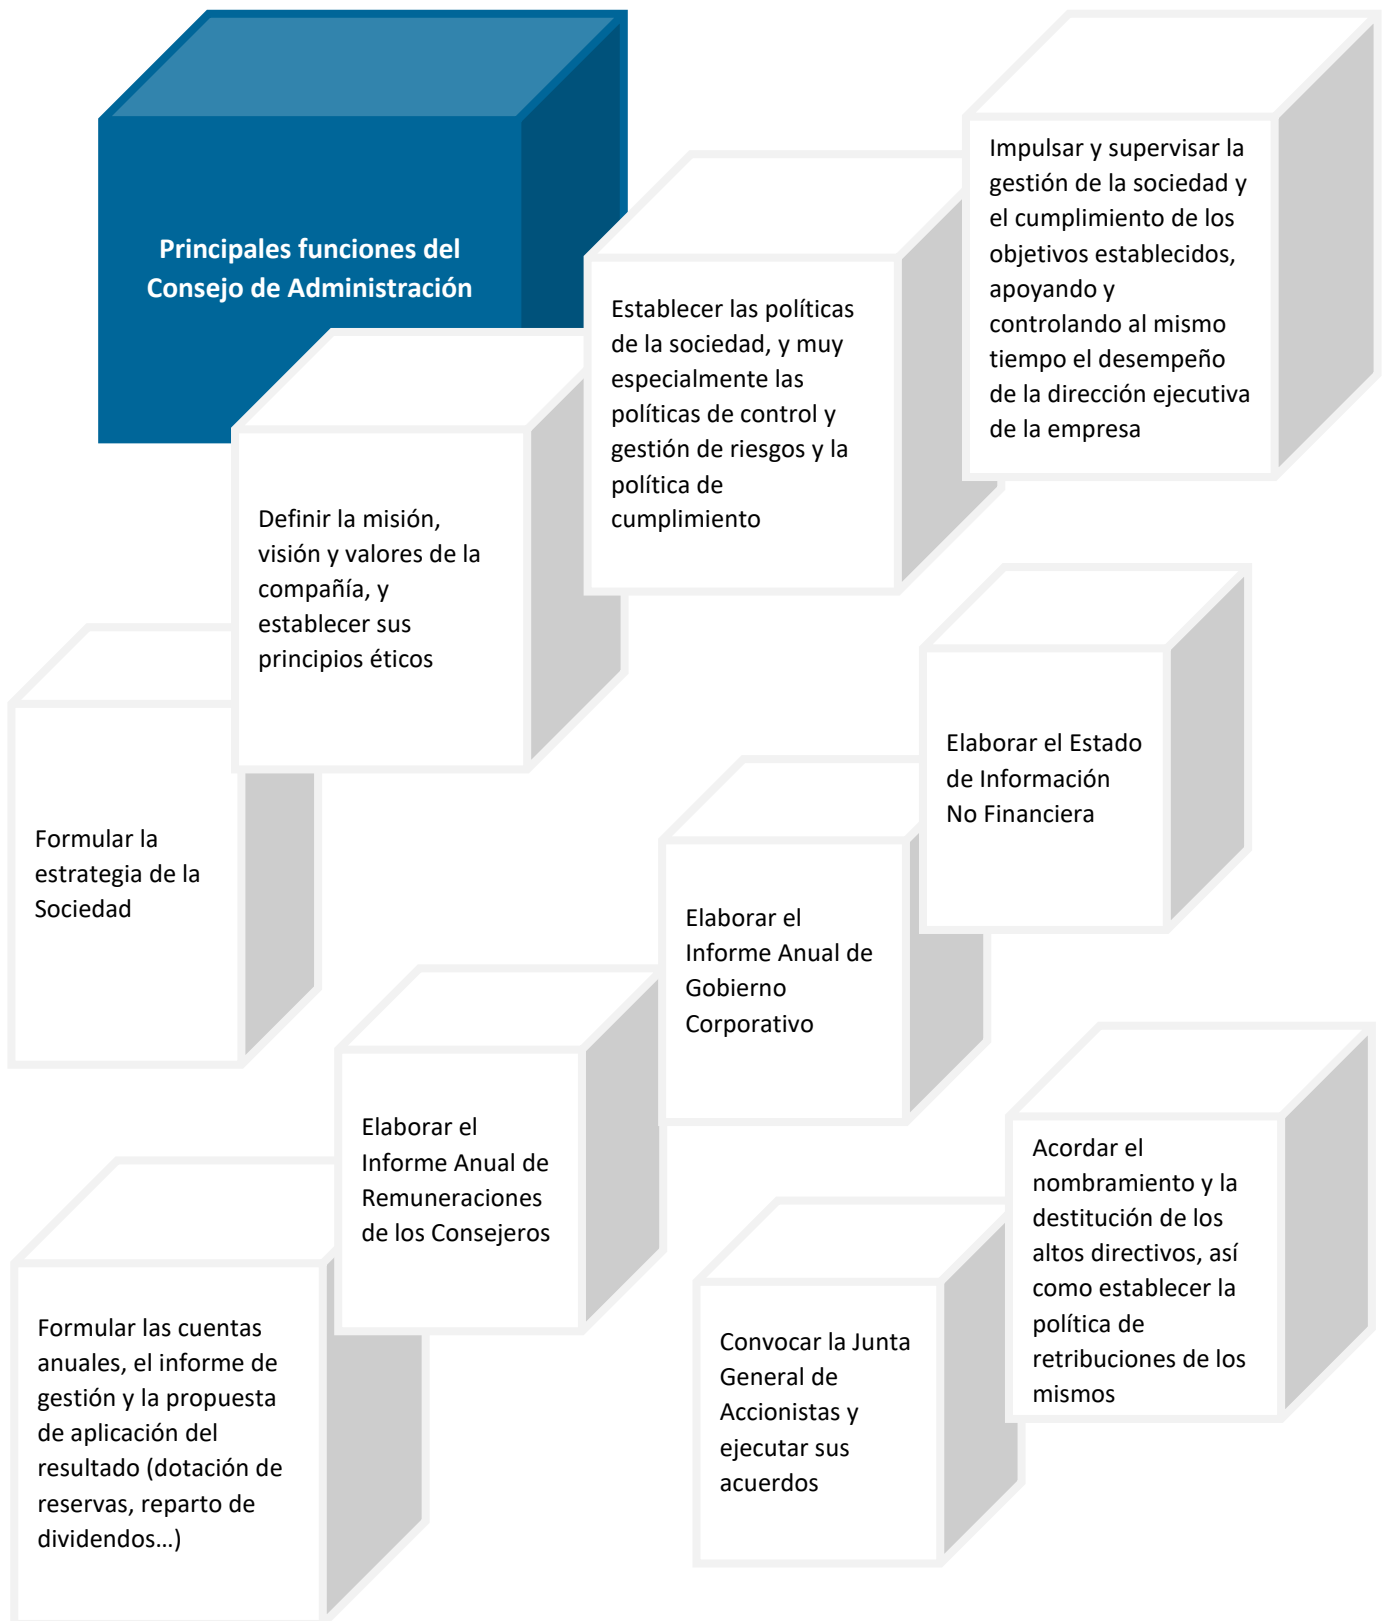 Principales funciones del
Consejo de Administración
Impulsar y supervisar la
gestión de la sociedad y
el cumplimiento de los
objetivos establecidos,
apoyando y
controlando al mismo
tiempo el desempeño
de la dirección ejecutiva
de la empresa
Establecer las políticas
de la sociedad, y muy
especialmente las
políticas de control y
gestión de riesgos y la
política de
cumplimiento
Definir la misión,
visión y valores de la
compañía, y
establecer sus
principios éticos
Formular la
estrategia de la
Sociedad
Elaborar el Estado
de Información
No Financiera
Elaborar el
Informe Anual de
Gobierno
Corporativo
Elaborar el
Informe Anual de
Remuneraciones
de los Consejeros
Formular las cuentas
anuales, el informe de
gestión y la propuesta
de aplicación del
resultado (dotación de
reservas, reparto de
dividendos…)
Acordar el
nombramiento y la
destitución de los
altos directivos, así
como establecer la
política de
retribuciones de los
mismos
Convocar la Junta
General de
Accionistas y
ejecutar sus
acuerdos